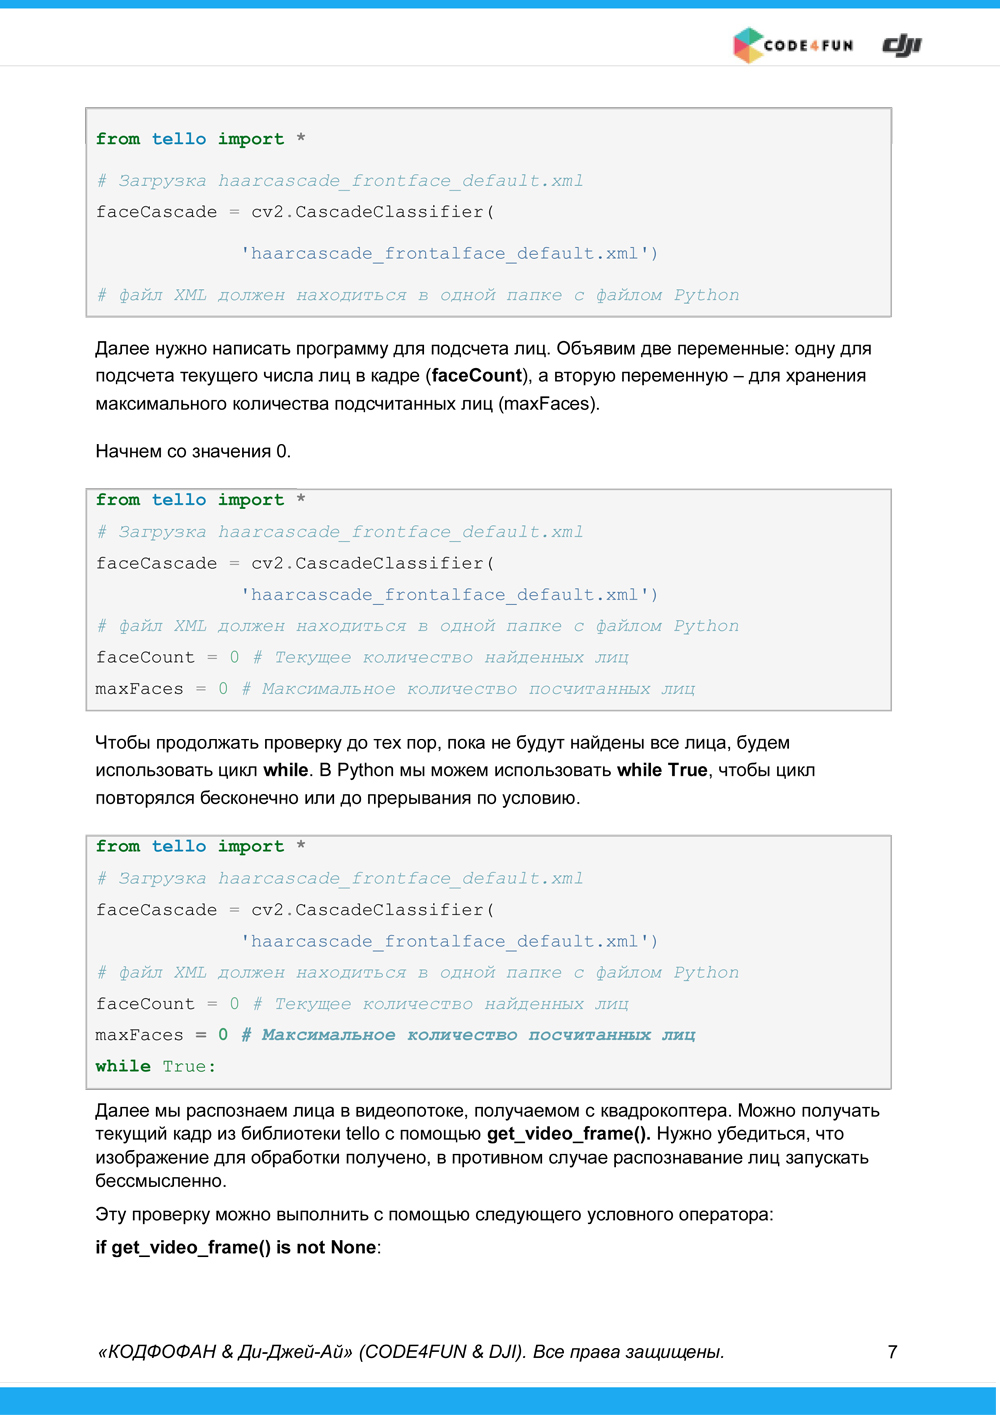 CODE4FUN dji
from tello import *
# Загрузка haarcascade_frontface_default.xml
faceCascade = cv2.CascadeClassifier(
'haarcascade_frontalface_default.xml')
# файл XML должен находиться в одной папке с файлом Python
Далее нужно написать программу для подсчета лиц. Объявим две переменные: одну для
подсчета текущего числа лиц в кадре (faceCount), а вторую переменную – для хранения
максимального количества подсчитанных лиц (maxFaces).
Начнем со значения 0.
from tello import *
# Загрузка haarcascade_frontface_default.xml
faceCascade = cv2.CascadeClassifier(
'haarcascade_frontalface_default.xml')
# файл XML должен находиться в одной папке с файлом Python
faceCount = 0 # Текущее количество найденных лиц
maxFaces = 0 # Максимальное количество посчитанных лиц
Чтобы продолжать проверку до тех пор, пока не будут найдены все лица, будем
использовать цикл while. В Python мы можем использовать while True, чтобы цикл
повторялся бесконечно или до прерывания по условию.
from tello import *
# Загрузка haarcascade_frontface_default.xml
faceCascade = cv2.CascadeClassifier(
'haarcascade_frontalface_default.xml')
# файл XML должен находиться в одной папке с файлом Python
faceCount = 0 # Текущее количество найденных лиц
maxFaces = 0 # Максимальное количество посчитанных лиц
while True:
Далее мы распознаем лица в видеопотоке, получаемом с квадрокоптера. Можно получать
текущий кадр из библиотеки tello с помощью get_video_frame(). Нужно убедиться, что
изображение для обработки получено, в противном случае распознавание лиц запускать
бессмысленно.
Эту проверку можно выполнить с помощью следующего условного оператора:
if get_video_frame() is not None:
«КОДФОФАН & Ди-Джей-Ай» (CODE4FUN & DJI). Все права защищены. 7